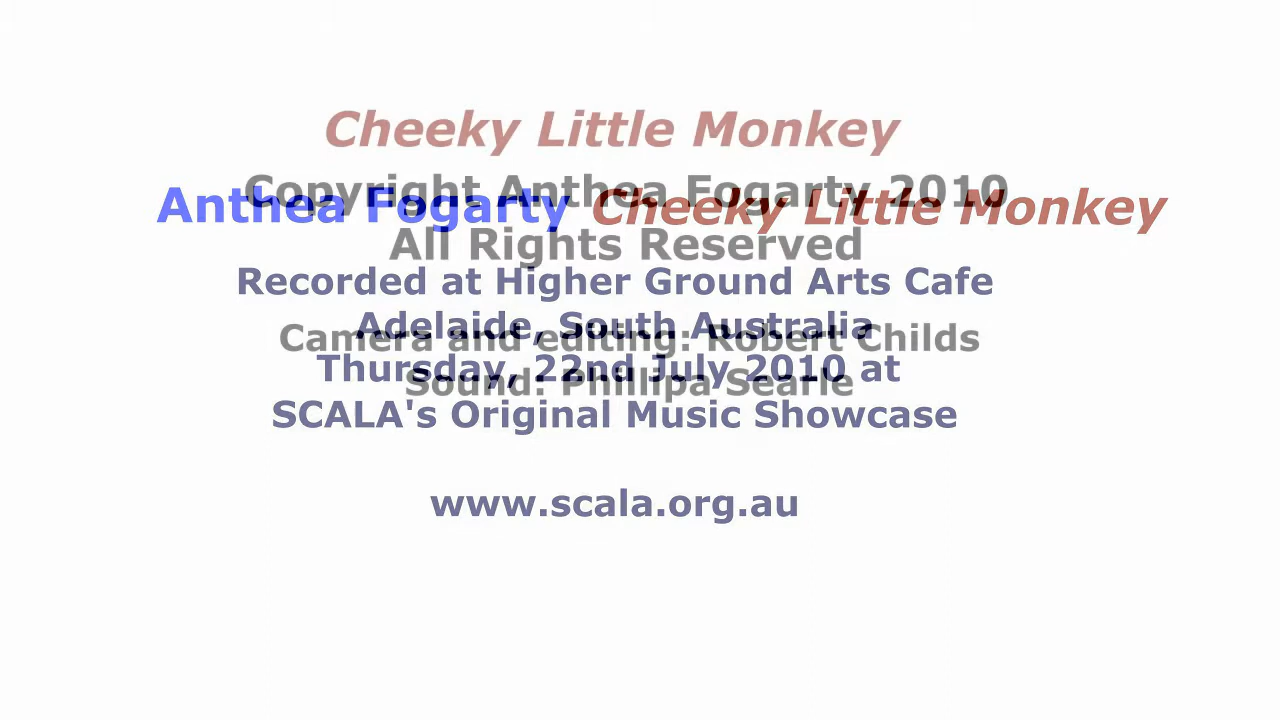 Cheeky Little Monkey
Copyright Anthea Fogarty 2010
Anthea Fogarty Cheeky Little Monkey
All Rights Reserved
Recorded at Higher Ground Arts Cafe
Adelaide, South Australia
Camera and editing: Robert Childs
Thursday, 22nd July 2010 at
Sound: Phillipa Searle
SCALA's Original Music Showcase
www.scala.org.au